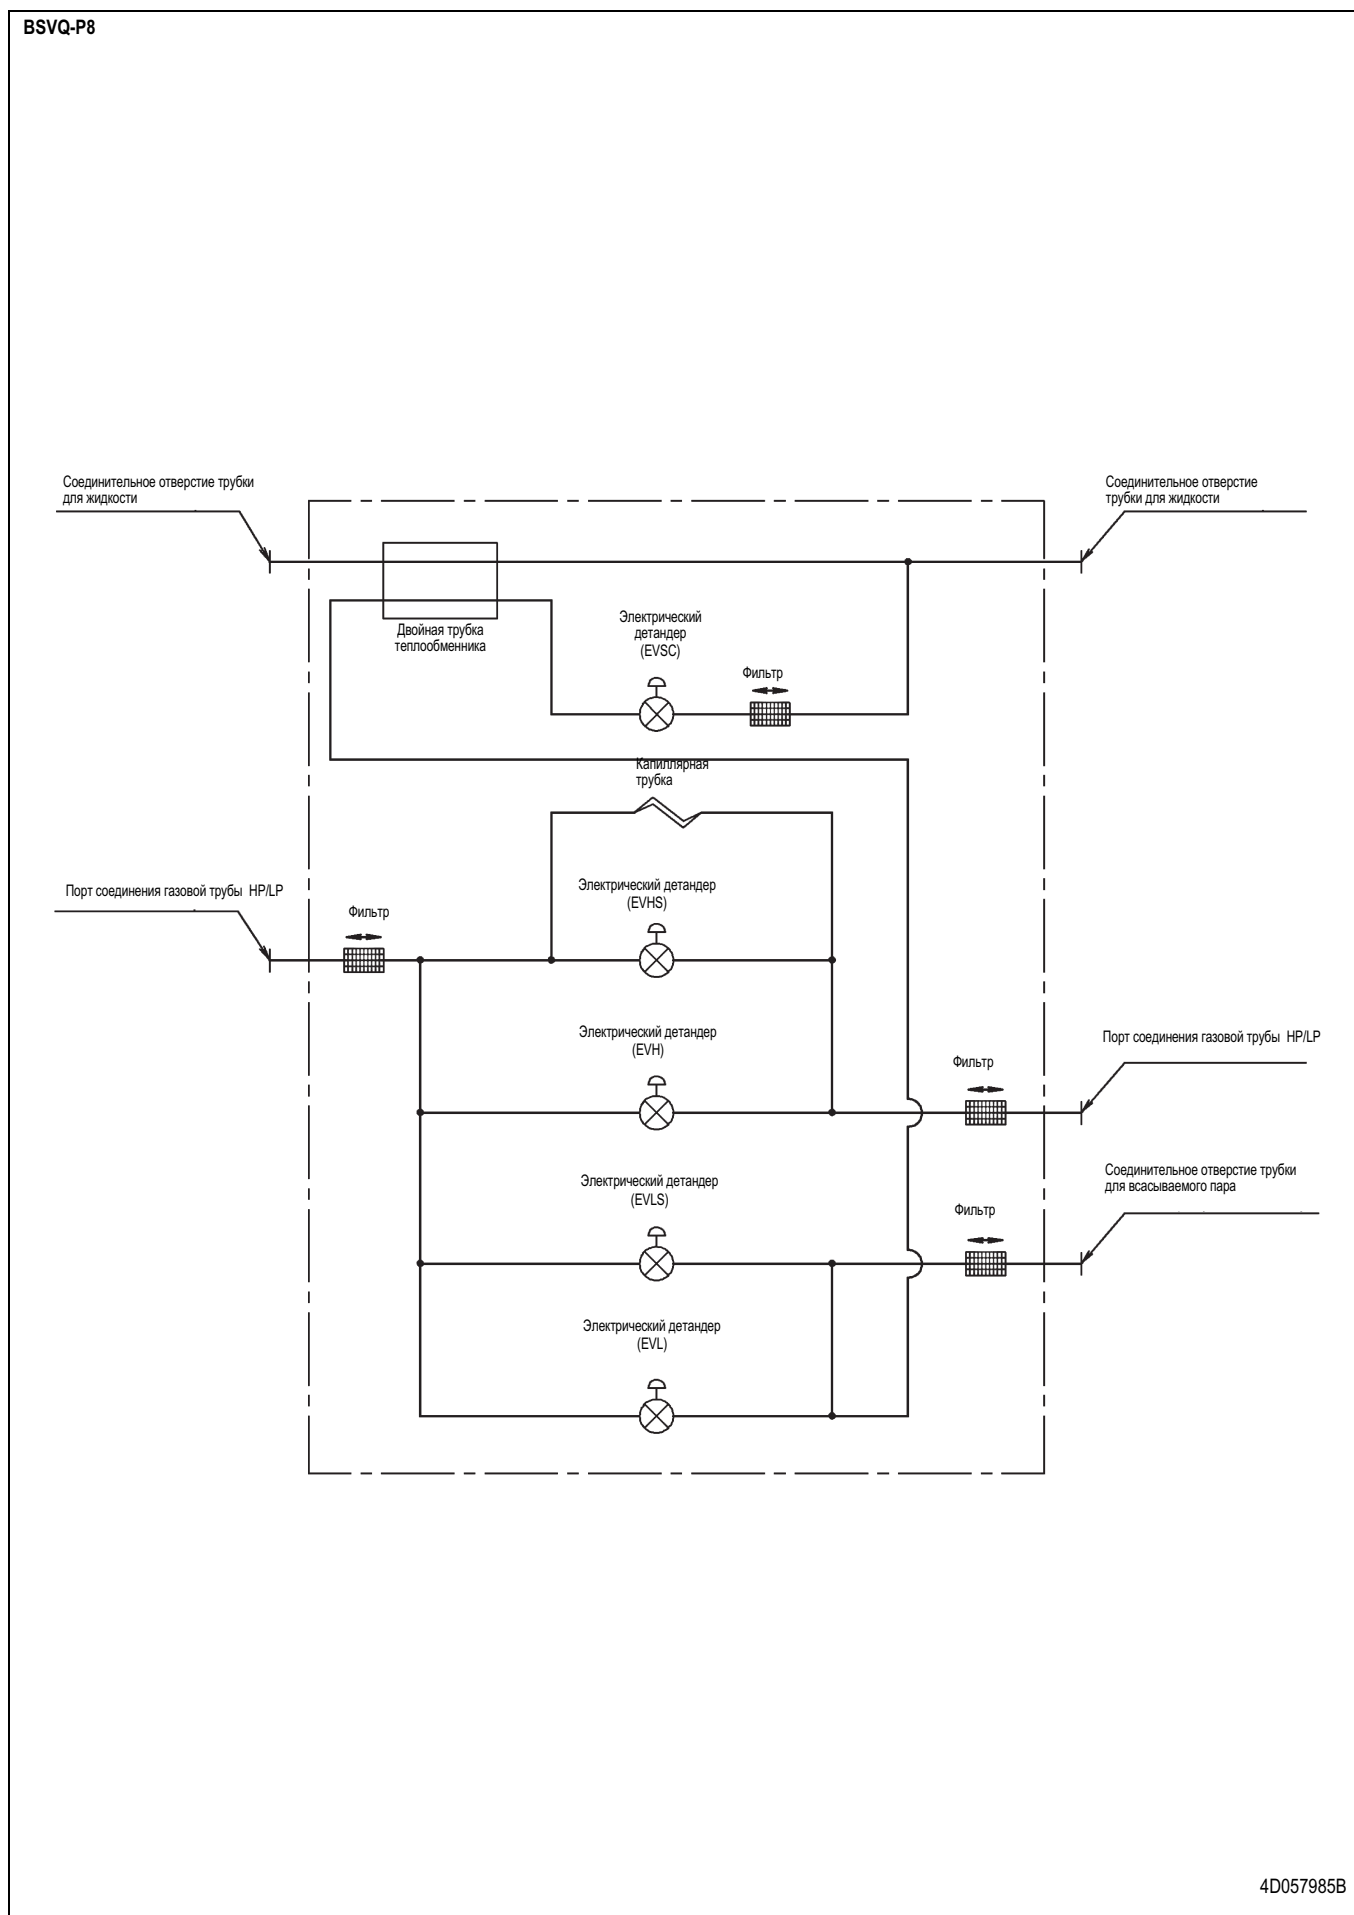 BSVQ-P8
Соединительное отверстие трубки
для жидкости
Соединительное отверстие
трубки для жидкости
Двойная трубка
теплообменника
Электрический
детандер
(EVSC)
Фильтр
Капиллярная
трубка
Порт соединения газовой трубы HP/LP
Фильтр
Электрический детандер
(EVHS)
Электрический детандер
(EVH)
Фильтр
Порт соединения газовой трубы HP/LP
Электрический детандер
(EVLS)
Фильтр
Соединительное отверстие трубки
для всасываемого пара
Электрический детандер
(EVL)
4D057985B